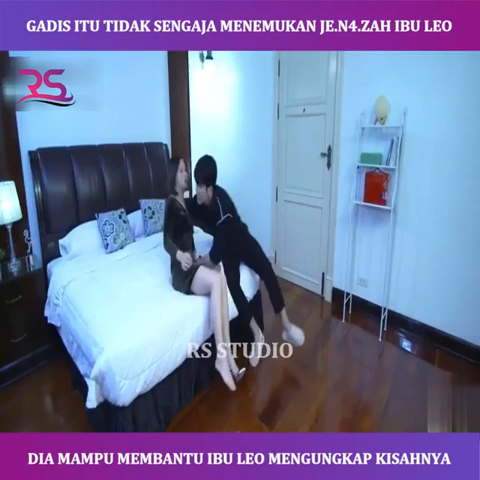 GADIS ITU TIDAK SENGAJA MENEMUKAN JE.N4.ZAH IBU LEO
RS
RS STUDIO
DIA MAMPU MEMBANTU IBU LEO MENGUNGKAP KISAHNYA